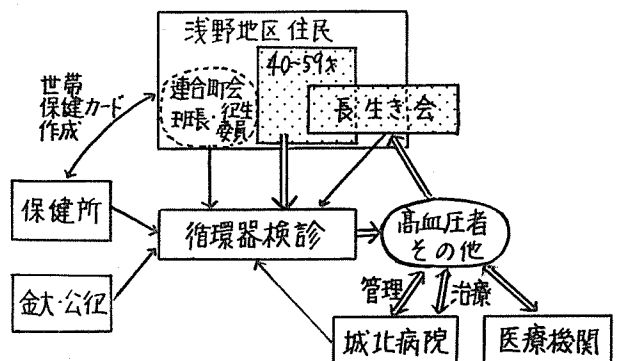 浅野地区住民
40~59才
連合町会
班長
衛生
委員
長生き会
世帯
保健カード
作成
保健所
循環器検診
高血圧者
その他
金大・公衛
管理
治療
城北病院
医療機関